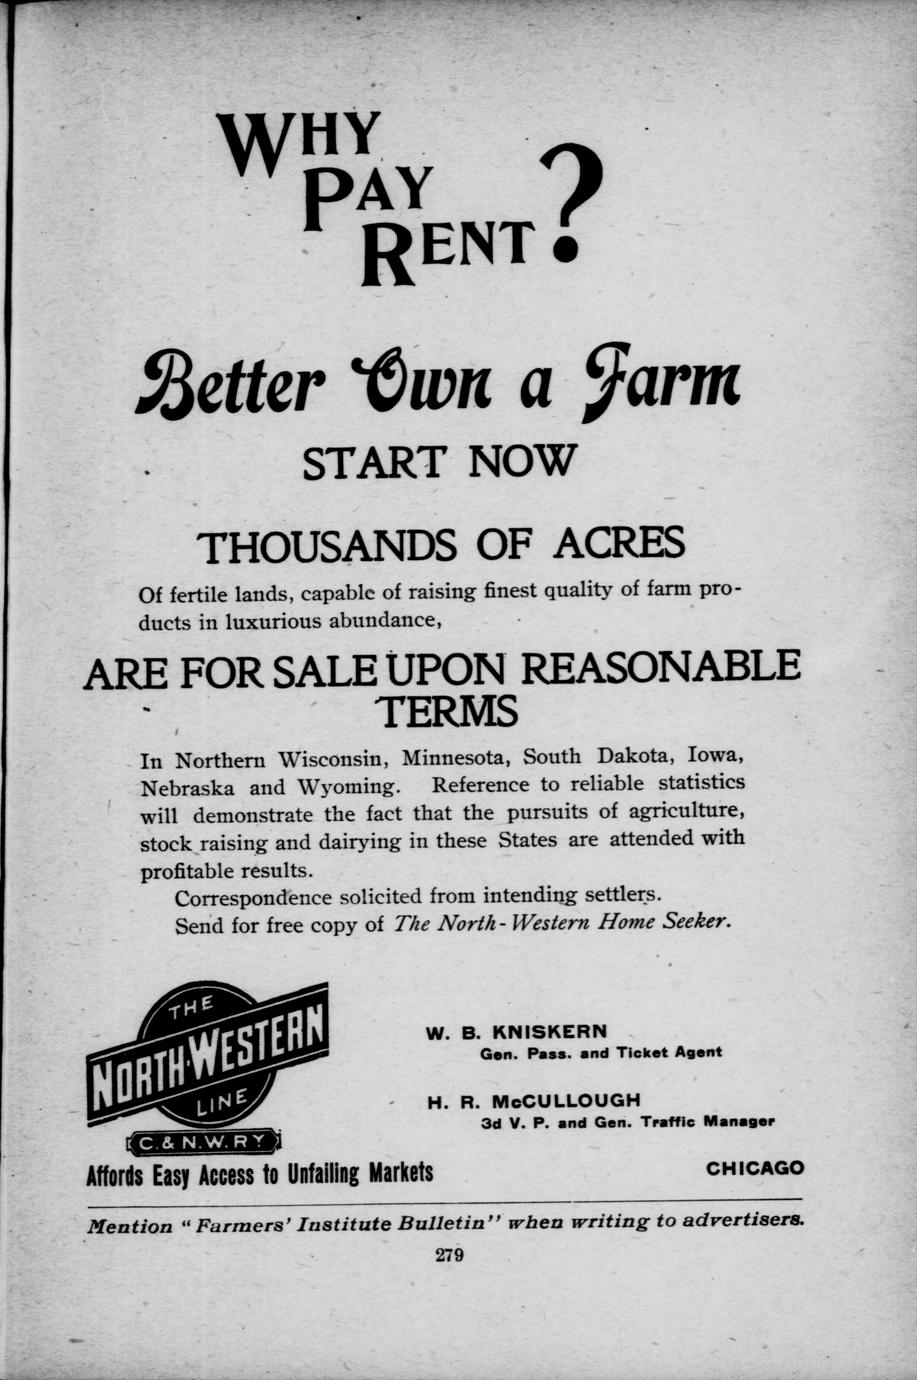 WHY
PAY
RENT?
Better Own a Farm
START NOW
THOUSANDS OF ACRES
Of fertile lands, capable of raising finest quality of farm pro-
ducts in luxurious abundance,
ARE FOR SALE UPON REASONABLE
TERMS
In Northern Wisconsin, Minnesota, South Dakota, Iowa,
Nebraska and Wyoming. Reference to reliable statistics
will demonstrate the fact that the pursuits of agriculture,
stock raising and dairying in these States are attended with
profitable results.
Correspondence solicited from intending settlers.
Send for free copy of The North-Western Home Seeker.
THE
NORTH-WESTERN
LINE
C. & N. W. RY
Affords Easy Access to Unfailing Markets
W. B. KNISKERN
Gen. Pass. and Ticket Agent
H. R. McCULLOUGH
3d V. P. and Gen. Traffic Manager
CHICAGO
Mention "Farmers' Institute Bulletin" when writing to advertisers.
279